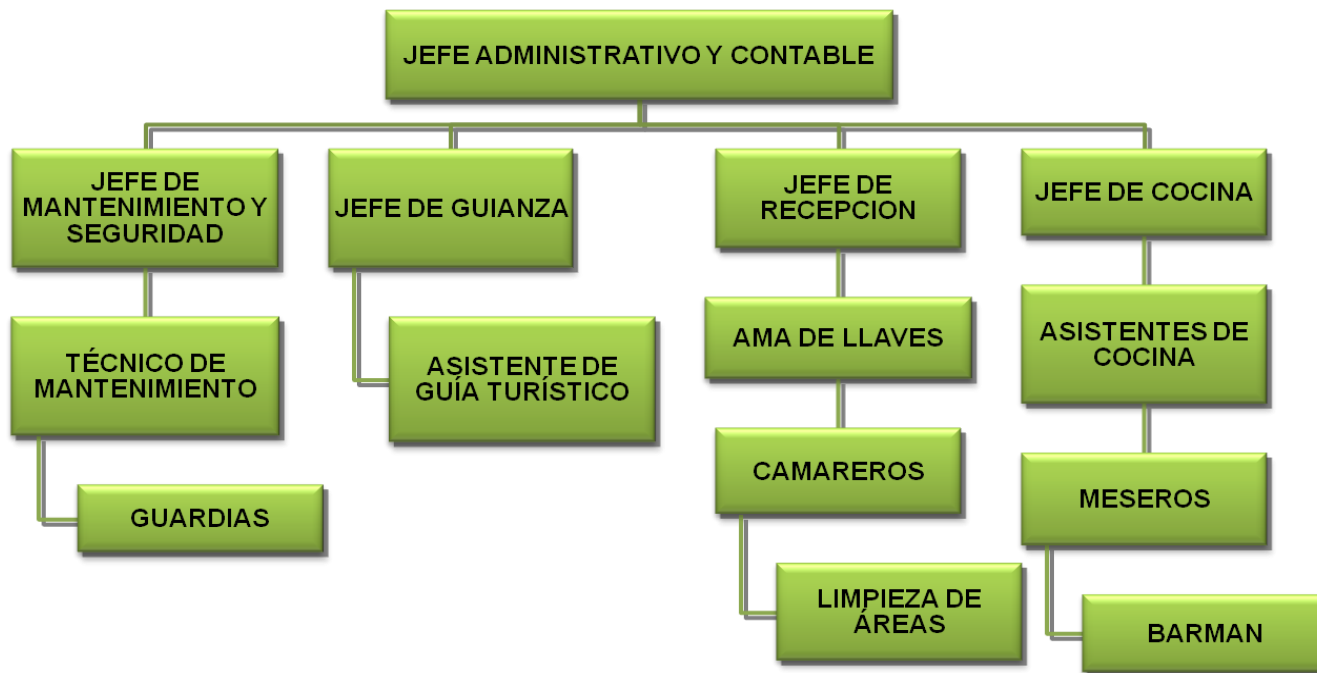 JEFE ADMINISTRATIVO Y CONTABLE
JEFE DE
MANTENIMIENTO Y
SEGURIDAD
JEFE DE GUIANZA
JEFE DE
RECEPCION
JEFE DE COCINA
TÉCNICO DE
MANTENIMIENTO
ASISTENTE DE
GUÍA TURÍSTICO
AMA DE LLAVES
ASISTENTES DE
COCINA
GUARDIAS
CAMAREROS
MESEROS
LIMPIEZA DE
ÁREAS
BARMAN